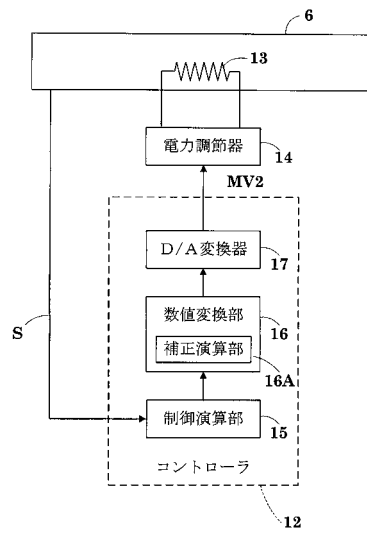 6
13
電力調節器
14
MV2
D/A変換器
17
数値変換部
16
補正演算部
16A
S
制御演算部
15
コントローラ
12